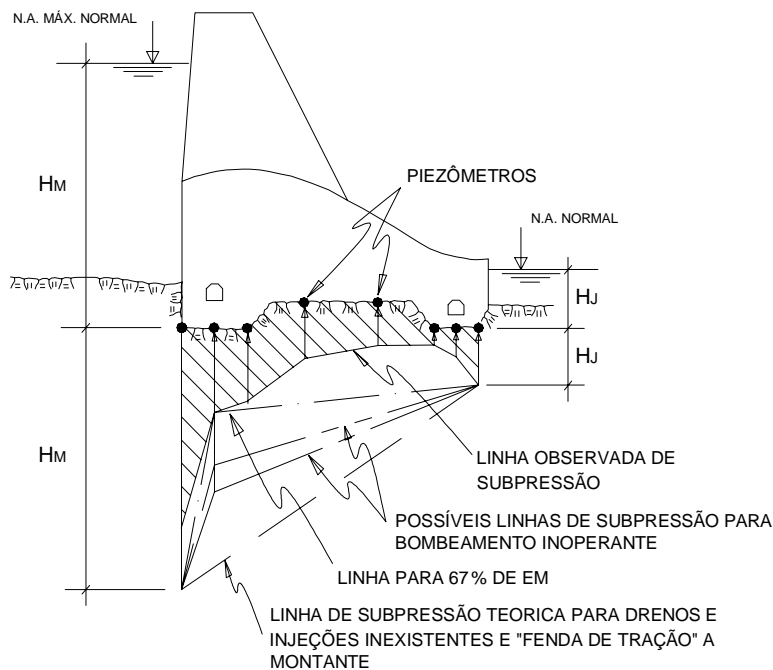 N.A. MÁX. NORMAL
HM
PIEZÔMETROS
N.A. NORMAL
HJ
HJ
HM
LINHA OBSERVADA DE
SUBPRESSÃO
POSSÍVEIS LINHAS DE SUBPRESSÃO PARA
BOMBEAMENTO INOPERANTE
LINHA PARA 67% DE EM
LINHA DE SUBPRESSÃO TEORICA PARA DRENOS E
INJEÇÕES INEXISTENTES E "FENDA DE TRAÇÃO" A
MONTANTE